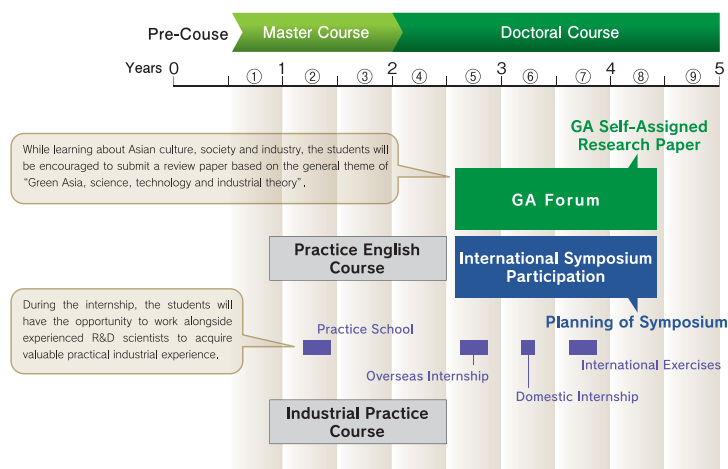 Pre-Couse
Master Course
Doctoral Course
Years 0 1 2 3 4 5
① ② ③ ④ ⑤ ⑥ ⑦ ⑧ ⑨
While learning about Asian culture, society and industry, the students will
be encouraged to submit a review paper based on the general theme of
“Green Asia, science, technology and industrial theory”.
GA Self-Assigned
Research Paper
GA Forum
Practice English
Course
International Symposium
Participation
During the internship, the students will
have the opportunity to work alongside
experienced R&D scientists to acquire
valuable practical industrial experience.
Planning of Symposium
Practice School
Overseas Internship
International Exercises
Domestic Internship
Industrial Practice
Course